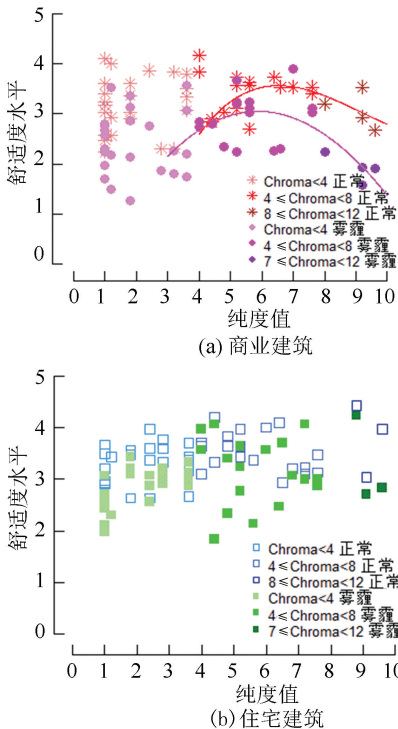 5
4
3
2
1
0
舒适度水平
Chroma<4 正常
4≤Chroma<8 正常
8≤Chroma<12 正常
Chroma<4 雾霾
4≤Chroma<8 雾霾
7≤Chroma<12 雾霾
0 1 2 3 4 5 6 7 8 9 10
纯度值
(a) 商业建筑
5
4
3
2
1
0
舒适度水平
Chroma<4 正常
4≤Chroma<8 正常
8≤Chroma<12 正常
Chroma<4 雾霾
4≤Chroma<8 雾霾
7≤Chroma<12 雾霾
0 1 2 3 4 5 6 7 8 9 10
纯度值
(b) 住宅建筑